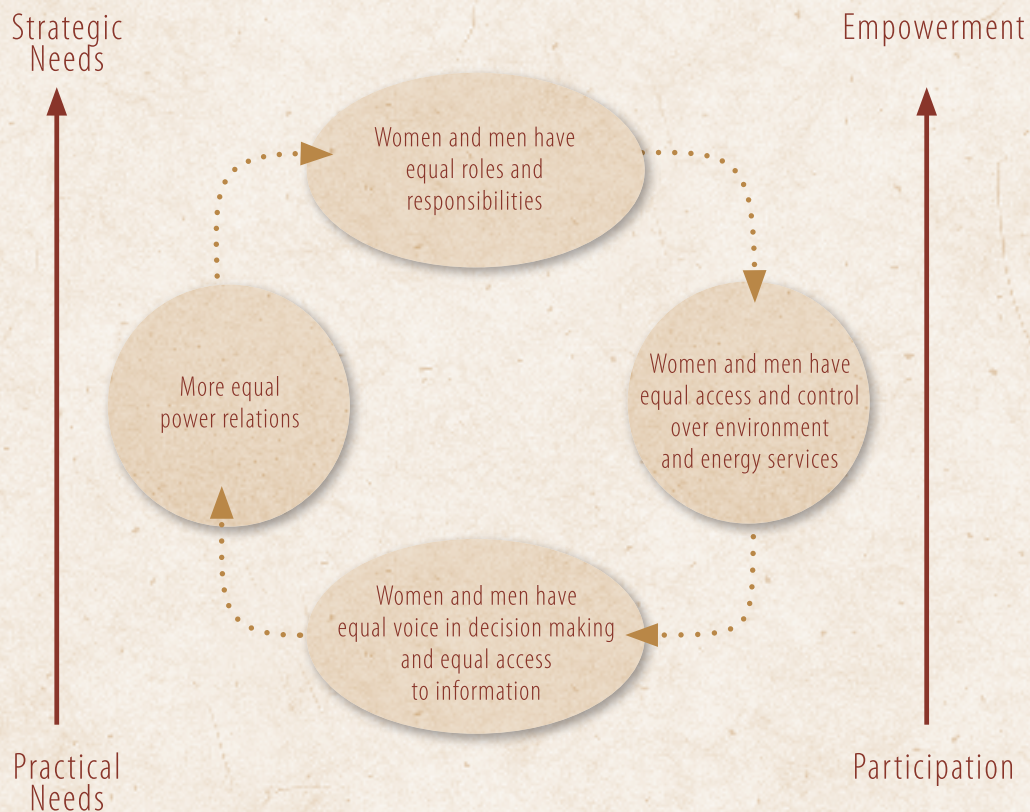 Strategic
Needs
Empowerment
Women and men have
equal roles and
responsibilities
More equal
power relations
Women and men have
equal access and control
over environment
and energy services
Women and men have
equal voice in decision making
and equal access
to information
Practical
Needs
Participation